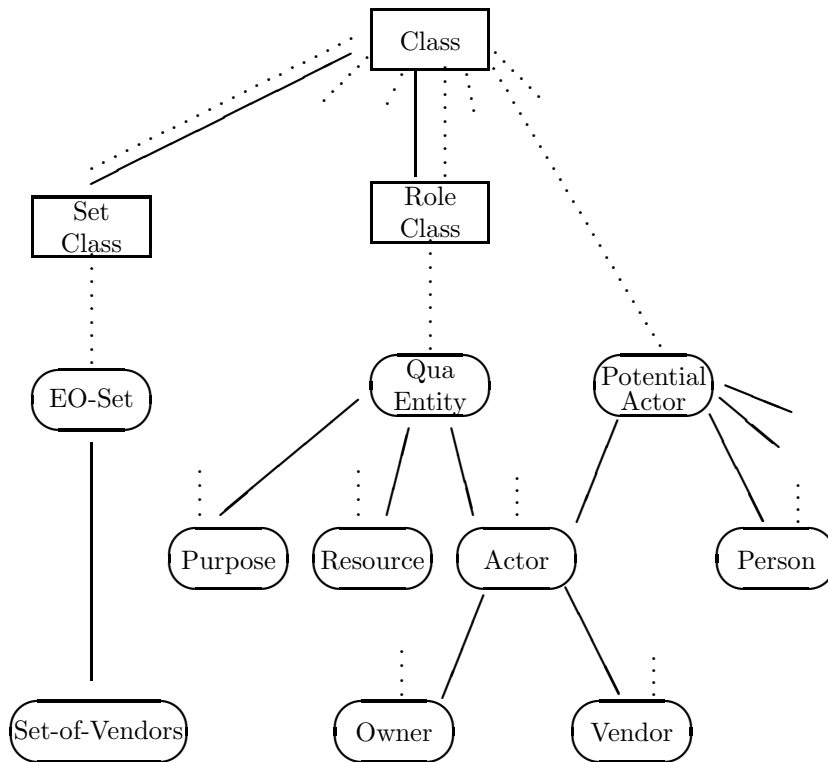 Class
Set
Class
Role
Class
EO-Set
Qua
Entity
Potential
Actor
Purpose
Resource
Actor
Person
Set-of-Vendors
Owner
Vendor